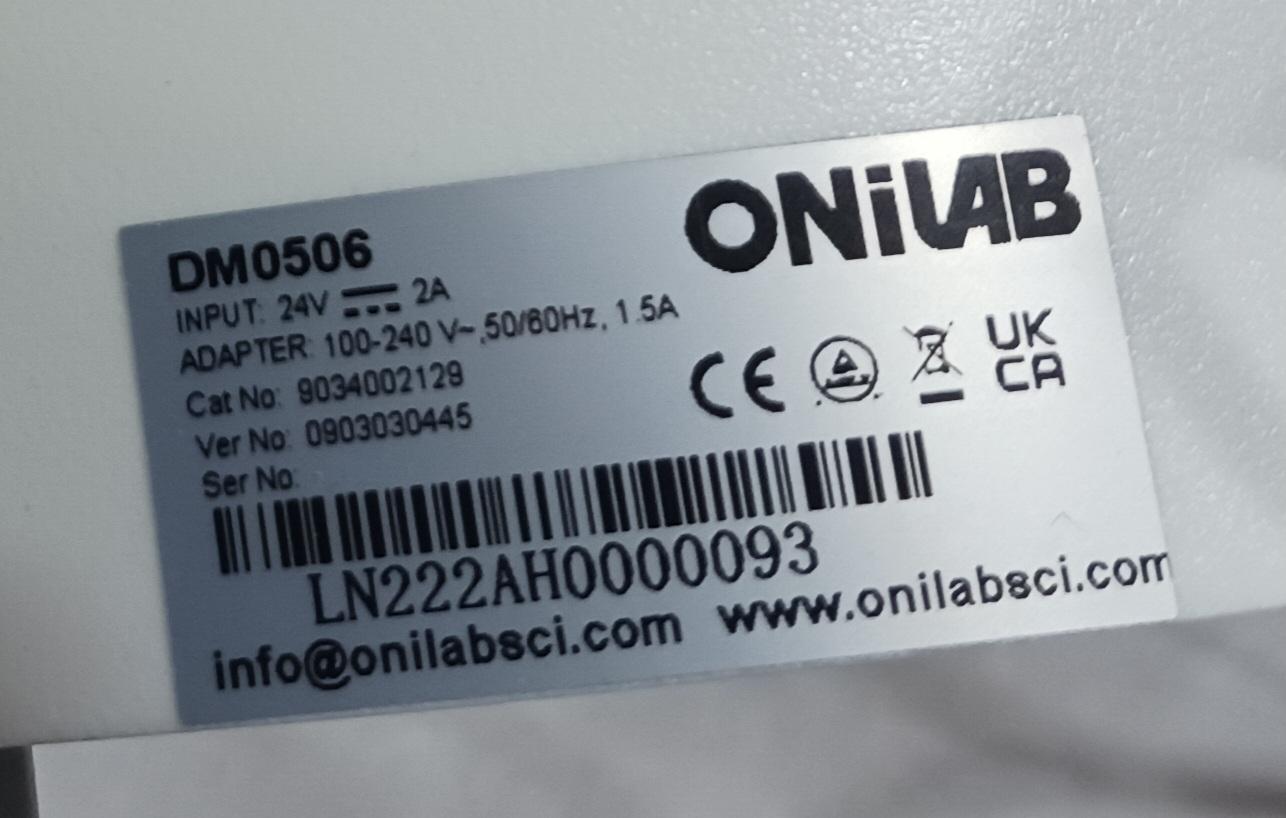 ONiLAB
DM0506
INPUT: 24V ⎓ 2A
ADAPTER: 100-240 V~,50/60Hz, 1.5A
Cat No: 9034002129
Ver No: 0903030445
CE
UK
CA
Ser No:
LN222AH0000093
info@onilabsci.com www.onilabsci.com